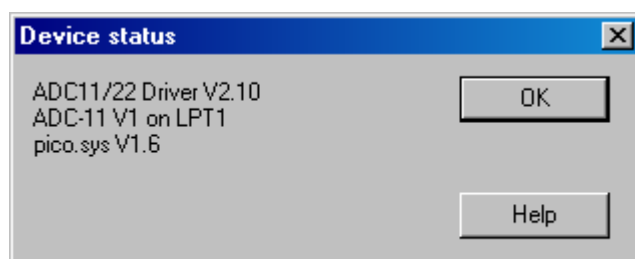 Device status
ADC11/22 Driver V2.10
ADC-11 V1 on LPT1
pico.sys V1.6
OK
Help